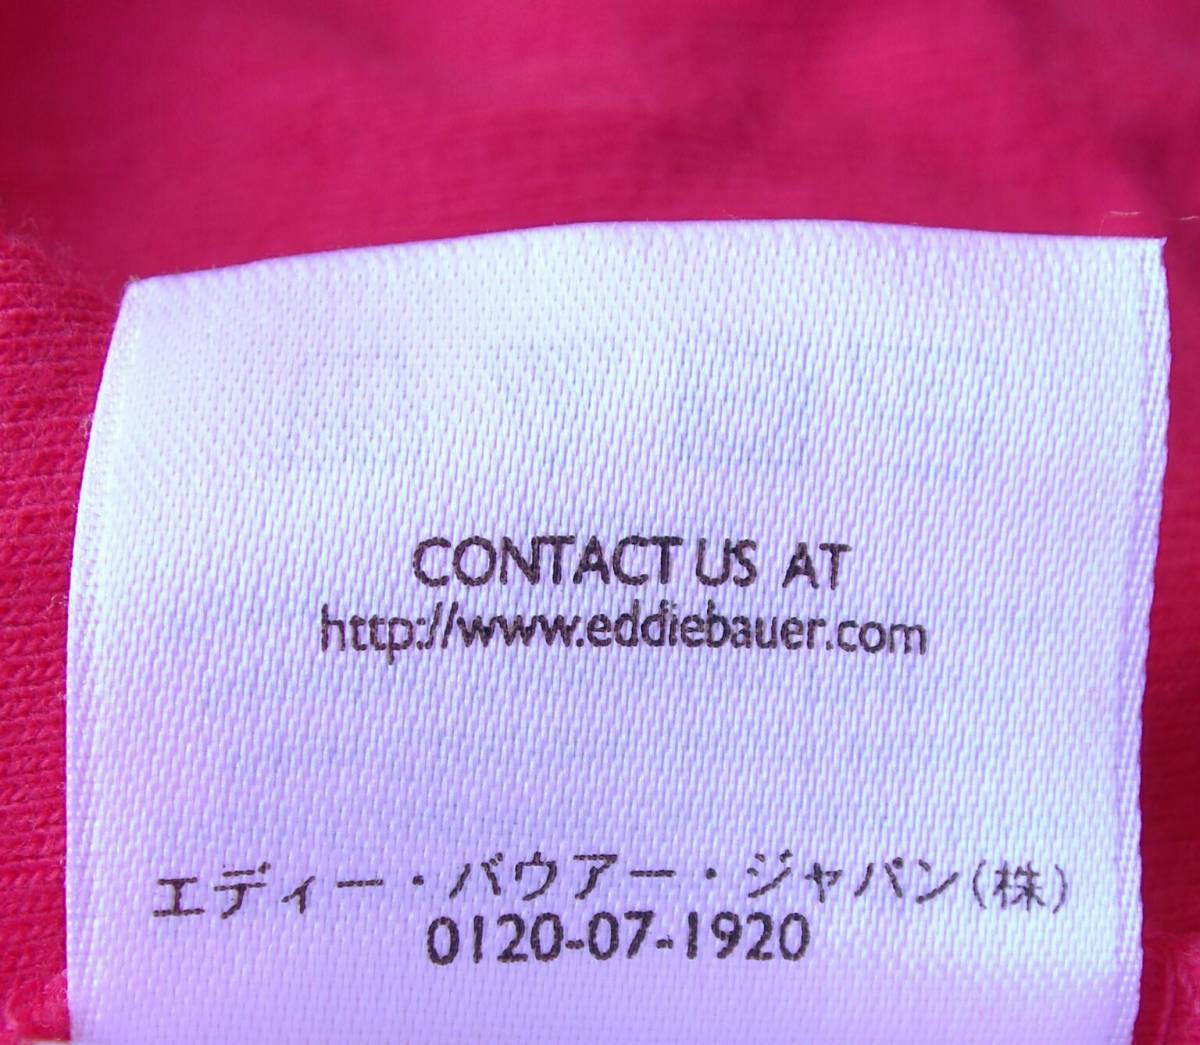 CONTACT US AT
http://www.eddiebauer.com
エディー・バウアー・ジャパン(株)
0120-07-1920